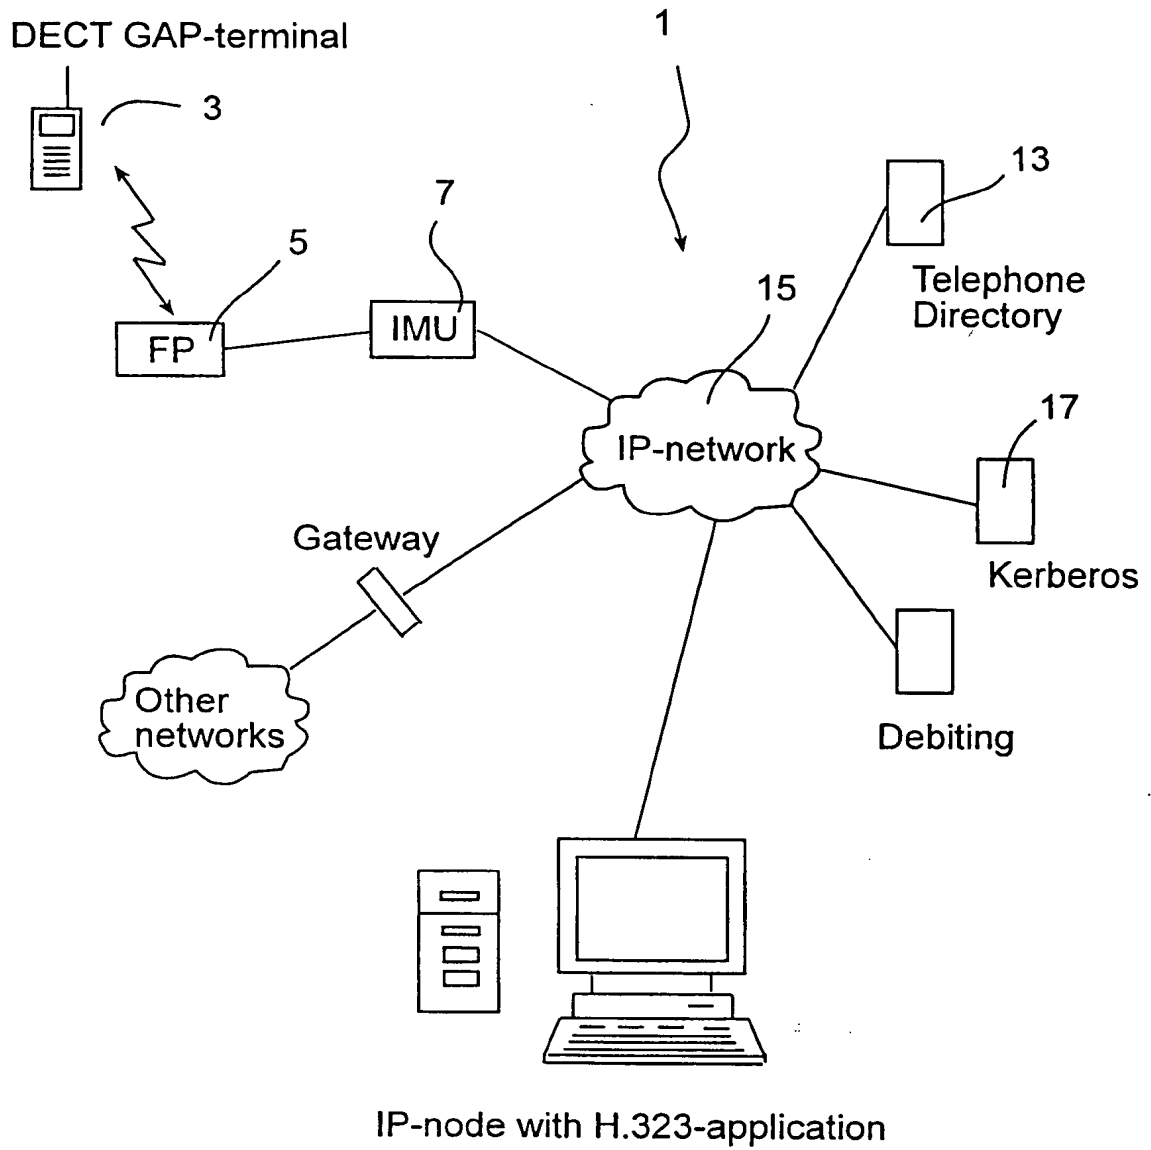 DECT GAP-terminal
1
3
13
7
5
Telephone
Directory
15
IMU
FP
17
IP-network
Gateway
Kerberos
Other
networks
Debiting
IP-node with H.323-application